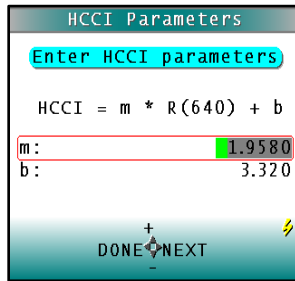 HCCI Parameters
Enter HCCI parameters
HCCI = m * R(640) + b
m: 1.9580
b: 3.320
+
DONE NEXT
-